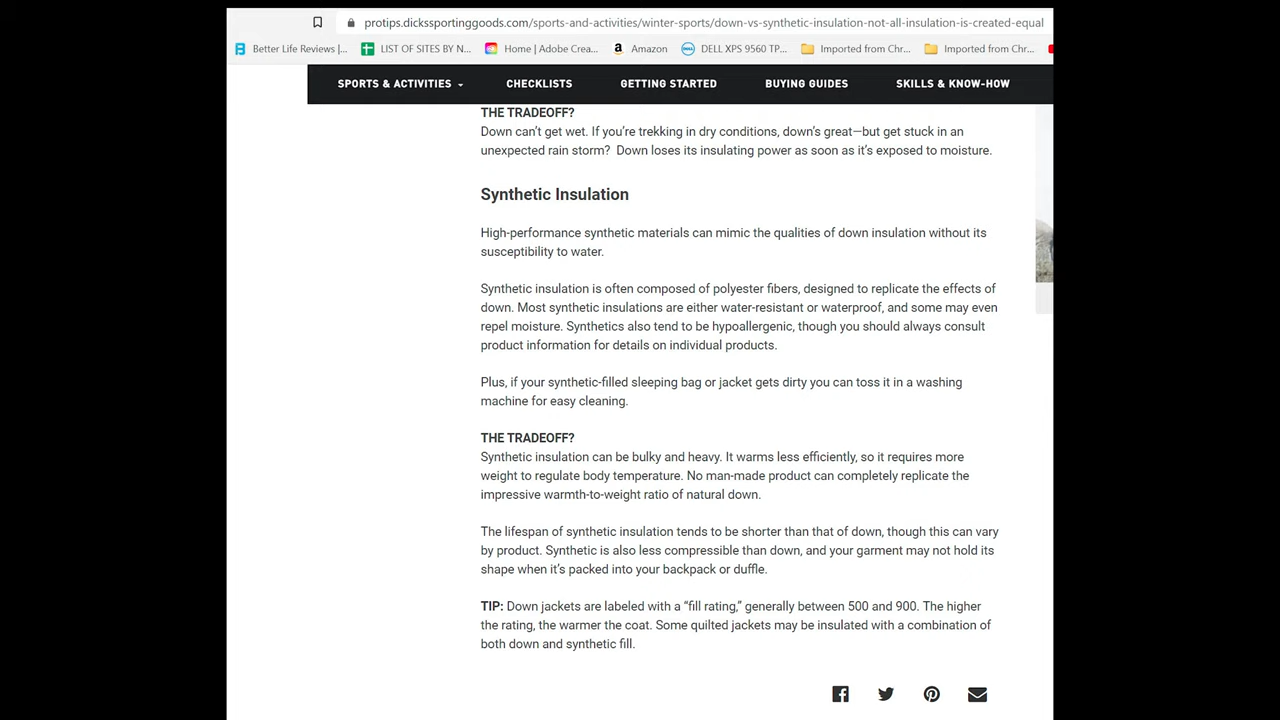 protips.dickssportinggoods.com/sports-and-activities/winter-sports/down-vs-synthetic-insulation-not-all-insulation-is-created-equal
Better Life Reviews |... LIST OF SITES BY N... Home | Adobe Crea... Amazon DELL XPS 9560 TP... Imported from Chr... Imported from Chr...
SPORTS & ACTIVITIES CHECKLISTS GETTING STARTED BUYING GUIDES SKILLS & KNOW-HOW
THE TRADEOFF?
Down can't get wet. If you're trekking in dry conditions, down's great—but get stuck in an
unexpected rain storm?  Down loses its insulating power as soon as it's exposed to moisture.
Synthetic Insulation
High-performance synthetic materials can mimic the qualities of down insulation without its
susceptibility to water.
Synthetic insulation is often composed of polyester fibers, designed to replicate the effects of
down. Most synthetic insulations are either water-resistant or waterproof, and some may even
repel moisture. Synthetics also tend to be hypoallergenic, though you should always consult
product information for details on individual products.
Plus, if your synthetic-filled sleeping bag or jacket gets dirty you can toss it in a washing
machine for easy cleaning.
THE TRADEOFF?
Synthetic insulation can be bulky and heavy. It warms less efficiently, so it requires more
weight to regulate body temperature. No man-made product can completely replicate the
impressive warmth-to-weight ratio of natural down.
The lifespan of synthetic insulation tends to be shorter than that of down, though this can vary
by product. Synthetic is also less compressible than down, and your garment may not hold its
shape when it's packed into your backpack or duffle.
TIP: Down jackets are labeled with a “fill rating,” generally between 500 and 900. The higher
the rating, the warmer the coat. Some quilted jackets may be insulated with a combination of
both down and synthetic fill.